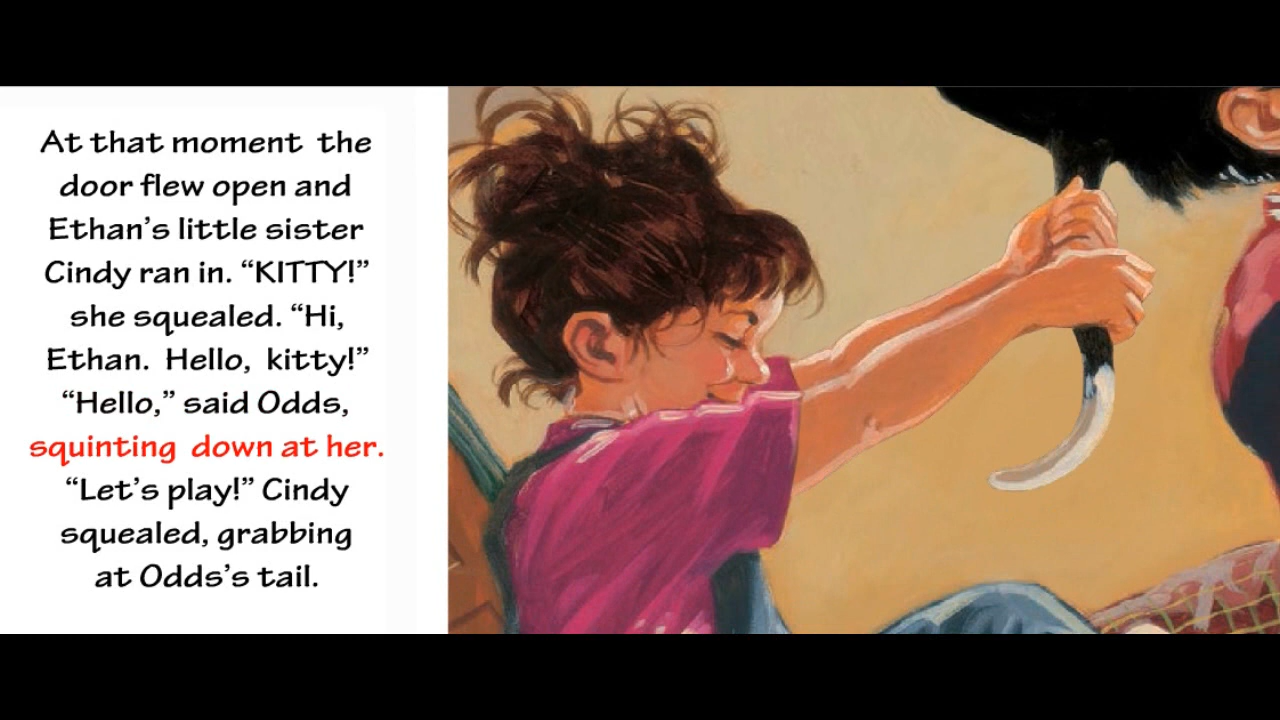 At that moment the
door flew open and
Ethan’s little sister
Cindy ran in. “KITTY!”
she squealed. “Hi,
Ethan. Hello, kitty!”
“Hello,” said Odds,
squinting down at her.
“Let’s play!” Cindy
squealed, grabbing
at Odds’s tail.